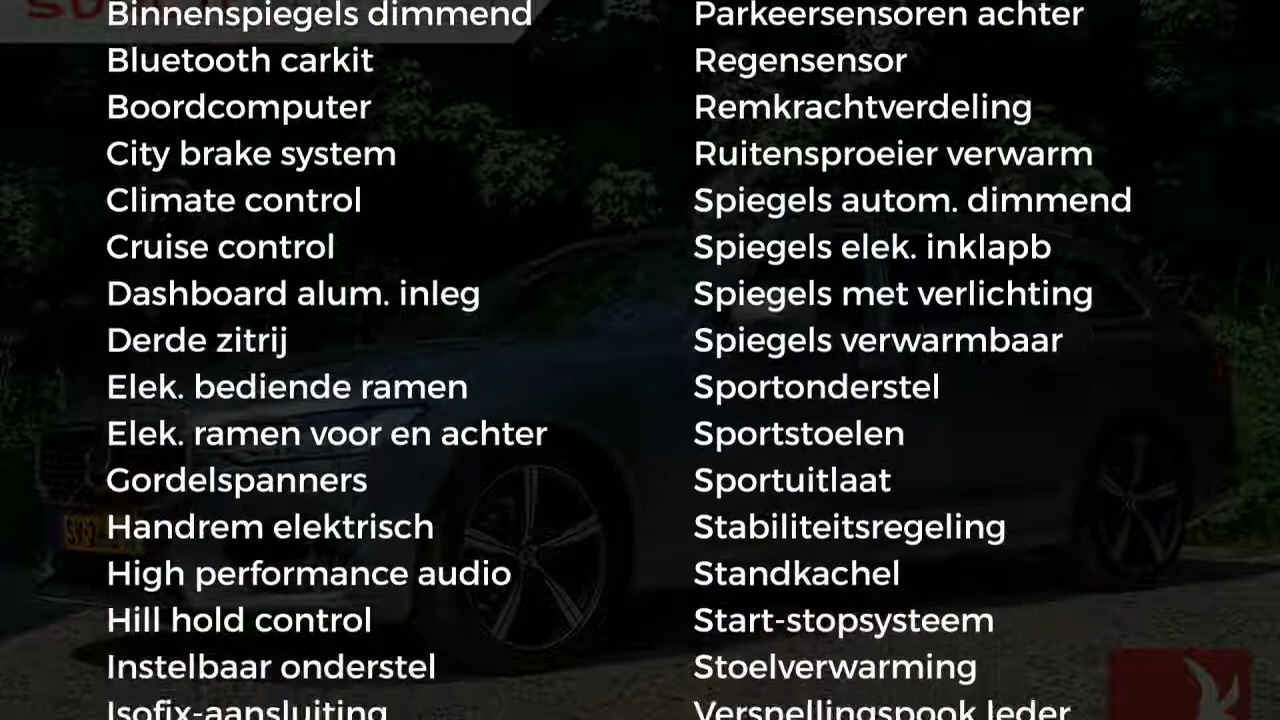 Binnenspiegels dimmend
Bluetooth carkit
Boordcomputer
City brake system
Climate control
Cruise control
Dashboard alum. inleg
Derde zitrij
Elek. bediende ramen
Elek. ramen voor en achter
Gordelspanners
Handrem elektrisch
High performance audio
Hill hold control
Instelbaar onderstel
Isofix-aansluiting
Parkeersensoren achter
Regensensor
Remkrachtverdeling
Ruitensproeier verwarm
Spiegels autom. dimmend
Spiegels elek. inklapb
Spiegels met verlichting
Spiegels verwarmbaar
Sportonderstel
Sportstoelen
Sportuitlaat
Stabiliteitsregeling
Standkachel
Start-stopsysteem
Stoelverwarming
Versnellingspook leder